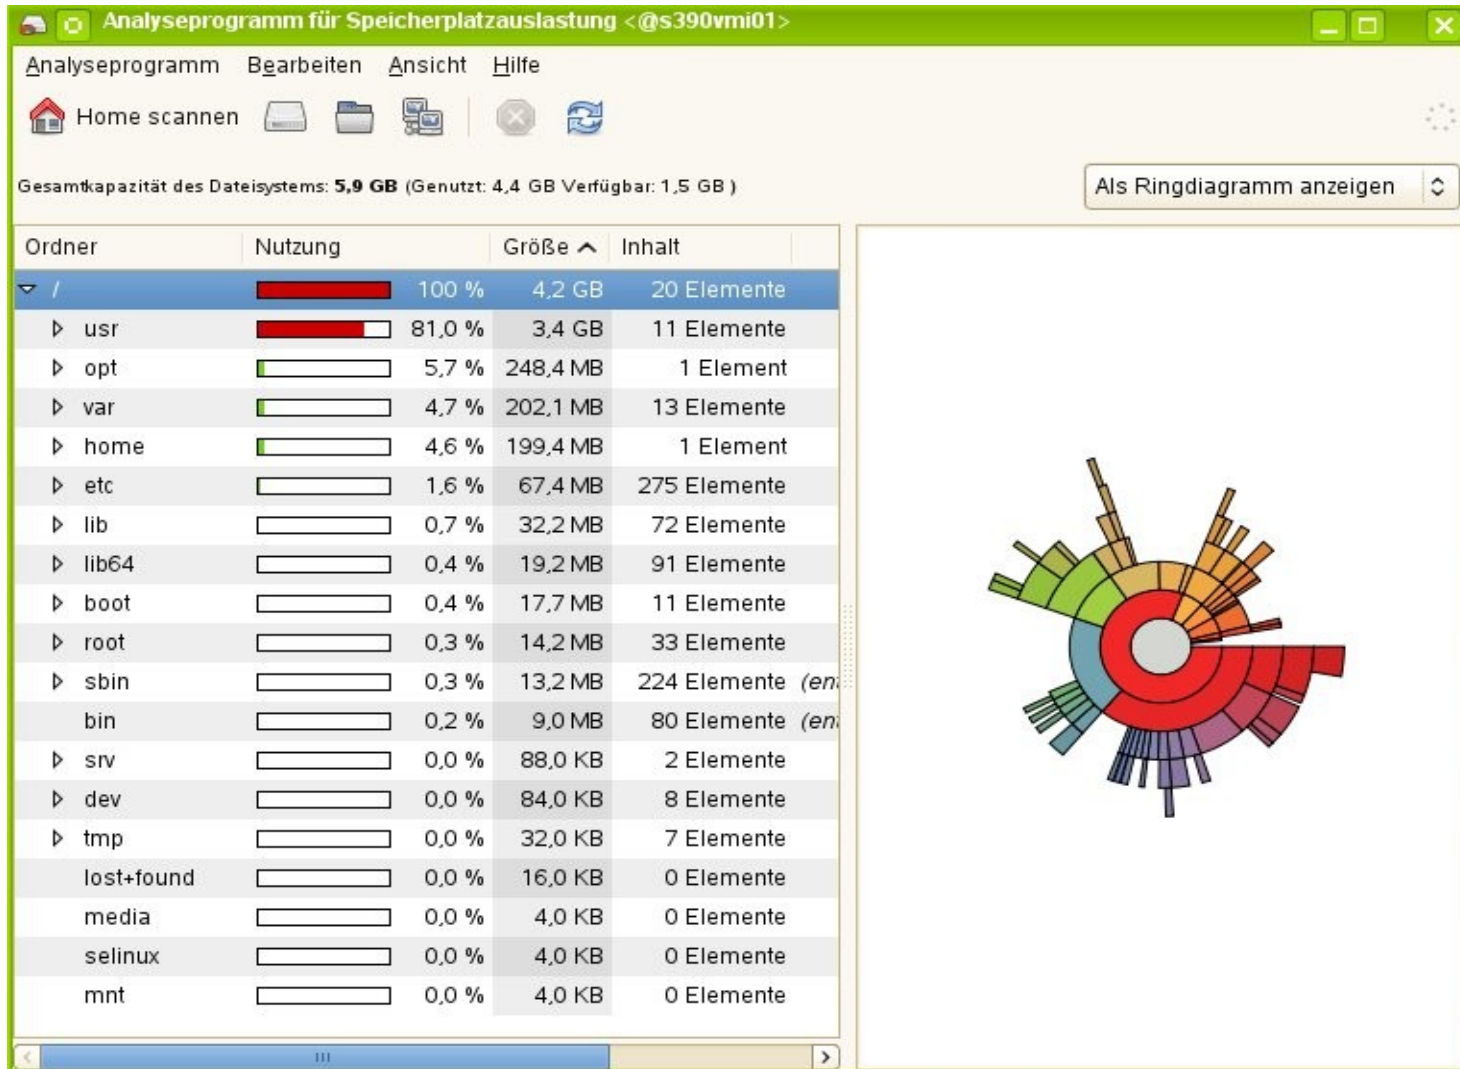 Analyseprogramm für Speicherplatzauslastung <@s390vmi01>
Analyseprogramm Bearbeiten Ansicht Hilfe
Home scannen
Gesamtkapazität des Dateisystems: 5,9 GB (Genutzt: 4,4 GB Verfügbar: 1,5 GB )
Als Ringdiagramm anzeigen
Ordner Nutzung Größe Inhalt
/ 100 % 4,2 GB 20 Elemente
usr 81,0 % 3,4 GB 11 Elemente
opt 5,7 % 248,4 MB 1 Element
var 4,7 % 202,1 MB 13 Elemente
home 4,6 % 199,4 MB 1 Element
etc 1,6 % 67,4 MB 275 Elemente
lib 0,7 % 32,2 MB 72 Elemente
lib64 0,4 % 19,2 MB 91 Elemente
boot 0,4 % 17,7 MB 11 Elemente
root 0,3 % 14,2 MB 33 Elemente
sbin 0,3 % 13,2 MB 224 Elemente
bin 0,2 % 9,0 MB 80 Elemente
srv 0,0 % 88,0 KB 2 Elemente
dev 0,0 % 84,0 KB 8 Elemente
tmp 0,0 % 32,0 KB 7 Elemente
lost+found 0,0 % 16,0 KB 0 Elemente
media 0,0 % 4,0 KB 0 Elemente
selinux 0,0 % 4,0 KB 0 Elemente
mnt 0,0 % 4,0 KB 0 Elemente